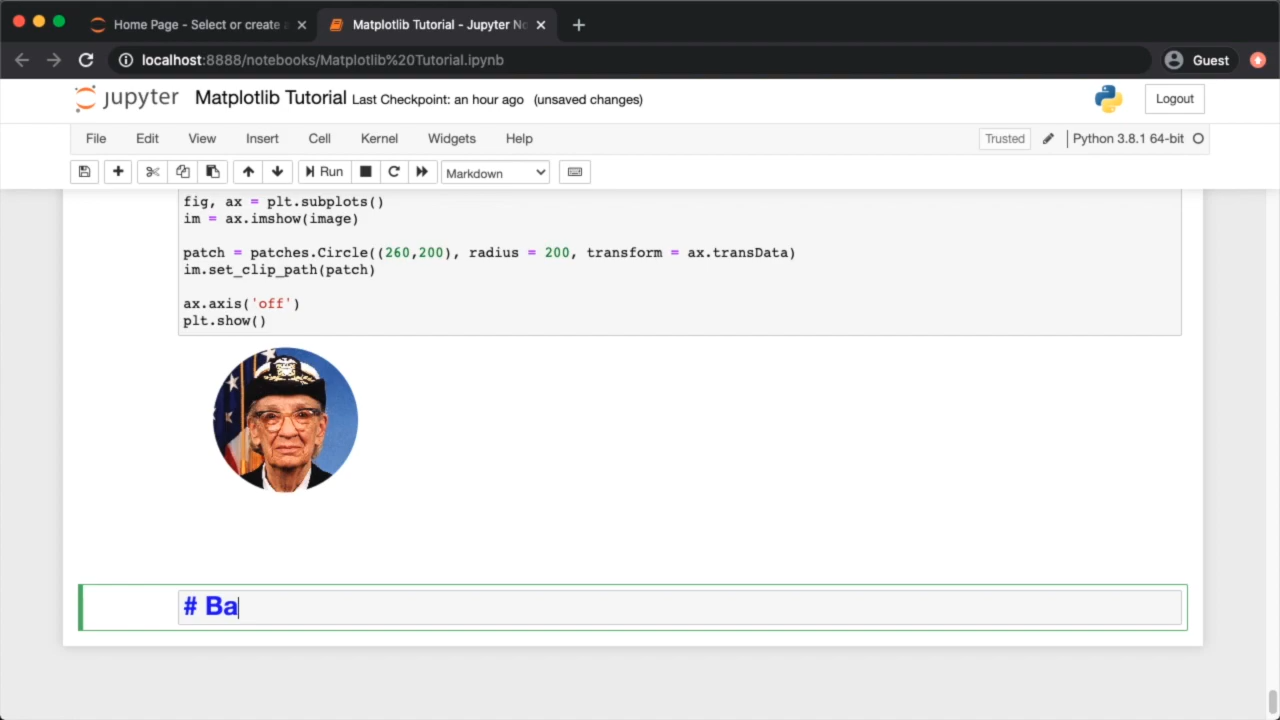 Home Page - Select or create a
Matplotlib Tutorial - Jupyter No
localhost:8888/notebooks/Matplotlib%20Tutorial.ipynb
Guest
jupyter
Matplotlib Tutorial Last Checkpoint: an hour ago (unsaved changes)
Logout
File Edit View Insert Cell Kernel Widgets Help
Trusted
Python 3.8.1 64-bit
Run
Markdown
fig, ax = plt.subplots()
im = ax.imshow(image)
patch = patches.Circle((260,200), radius = 200, transform = ax.transData)
im.set_clip_path(patch)
ax.axis('off')
plt.show()
# Ba